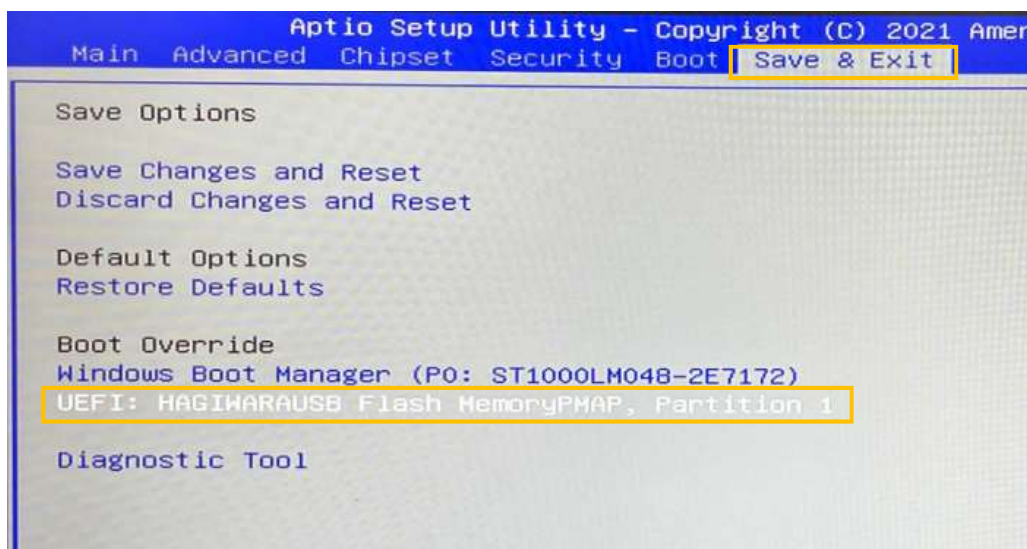 Aptio Setup Utility – Copyright (C) 2021 Amer
Main Advanced Chipset Security Boot Save & Exit
Save Options
Save Changes and Reset
Discard Changes and Reset
Default Options
Restore Defaults
Boot Override
Windows Boot Manager (P0: ST1000LM048-2E7172)
UEFI: HAGIWARAUSB Flash MemoryPMAP, Partition 1
Diagnostic Tool